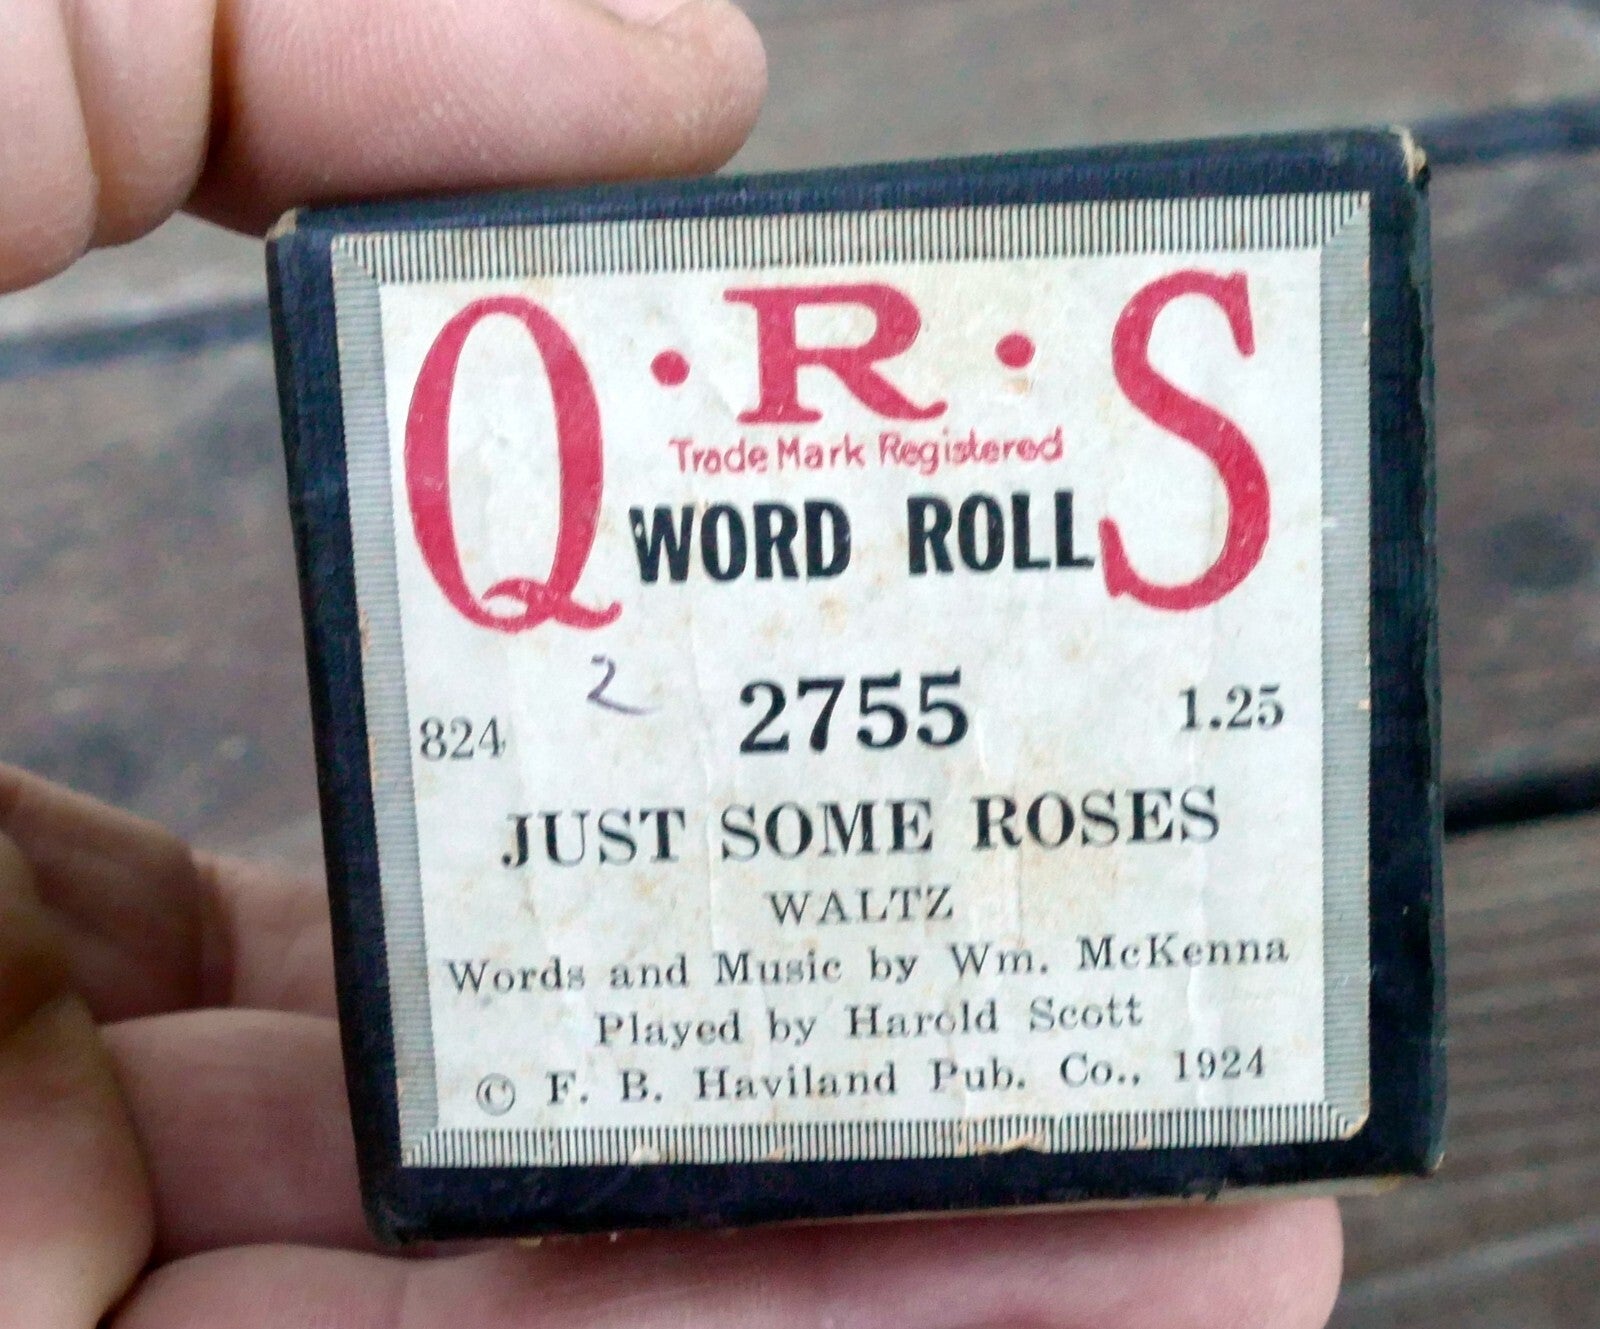 Q·R·S
Trade Mark Registered
WORD ROLL
2
824 2755 1.25
JUST SOME ROSES
WALTZ
Words and Music by Wm. McKenna
Played by Harold Scott
© F. B. Haviland Pub. Co., 1924